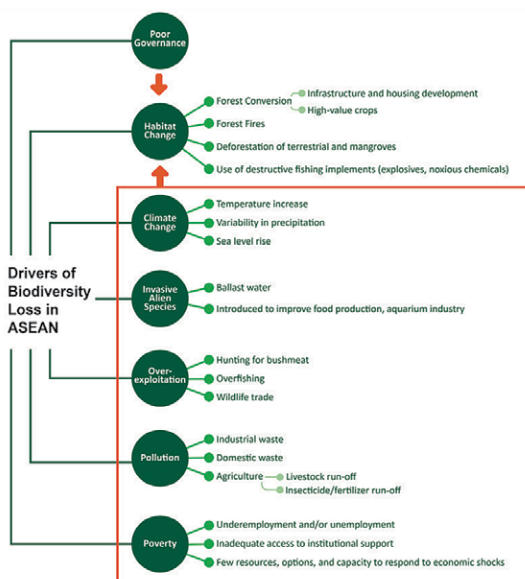 Poor
Governance
Habitat
Change
Forest Conversion
Infrastructure and housing development
High-value crops
Forest Fires
Deforestation of terrestrial and mangroves
Use of destructive fishing implements (explosives, noxious chemicals)
Drivers of
Biodiversity
Loss in
ASEAN
Climate
Change
Temperature increase
Variability in precipitation
Sea level rise
Invasive
Alien
Species
Ballast water
Introduced to improve food production, aquarium industry
Over-
exploitation
Hunting for bushmeat
Overfishing
Wildlife trade
Pollution
Industrial waste
Domestic waste
Agriculture
Livestock run-off
Insecticide/fertilizer run-off
Poverty
Underemployment and/or unemployment
Inadequate access to institutional support
Few resources, options, and capacity to respond to economic shocks